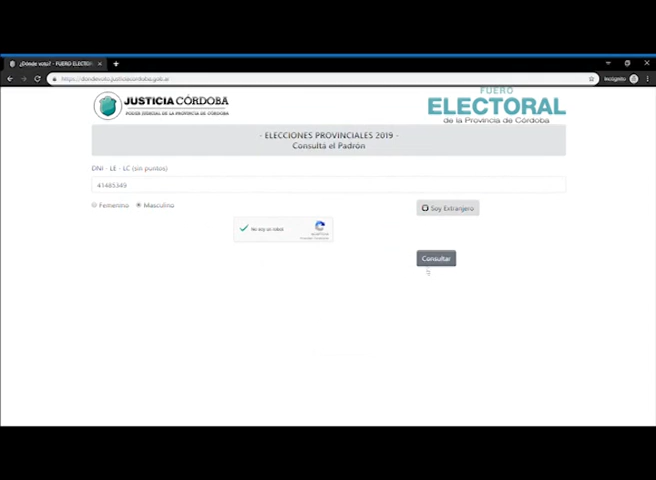 ¿Dónde voto? - FUERO ELECTOR
https://dondevoto.justiciacordoba.gob.ar
Incógnito
JUSTICIA CÓRDOBA
PODER JUDICIAL DE LA PROVINCIA DE CÓRDOBA
FUERO
ELECTORAL
de la Provincia de Córdoba
- ELECCIONES PROVINCIALES 2019 -
Consultá el Padrón
DNI - LE - LC (sin puntos)
41485349
Femenino Masculino
Soy Extranjero
No soy un robot
reCAPTCHA
Consultar